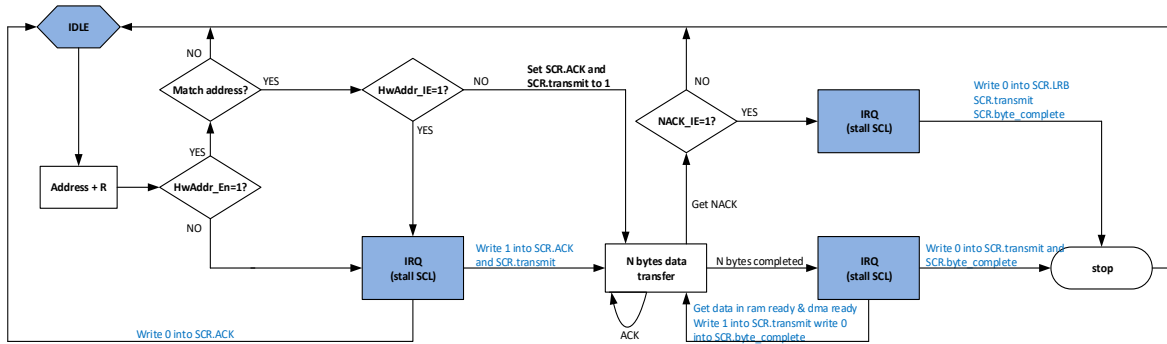 IDLE
NO
Match address?
YES
HwAddr_IE=1?
NO
Set SCR.ACK and
SCR.transmit to 1
NO
NACK_IE=1?
YES
IRQ
(stall SCL)
Write 0 into SCR.LRB
SCR.transmit
SCR.byte_complete
YES
YES
Address + R
HwAddr_En=1?
NO
Get NACK
IRQ
(stall SCL)
Write 1 into SCR.ACK
and SCR.transmit
N bytes data
transfer
N bytes completed
IRQ
(stall SCL)
Write 0 into SCR.transmit and
SCR.byte_complete
stop
Get data in ram ready & dma ready
Write 1 into SCR.transmit write 0
into SCR.byte_complete
ACK
Write 0 into SCR.ACK